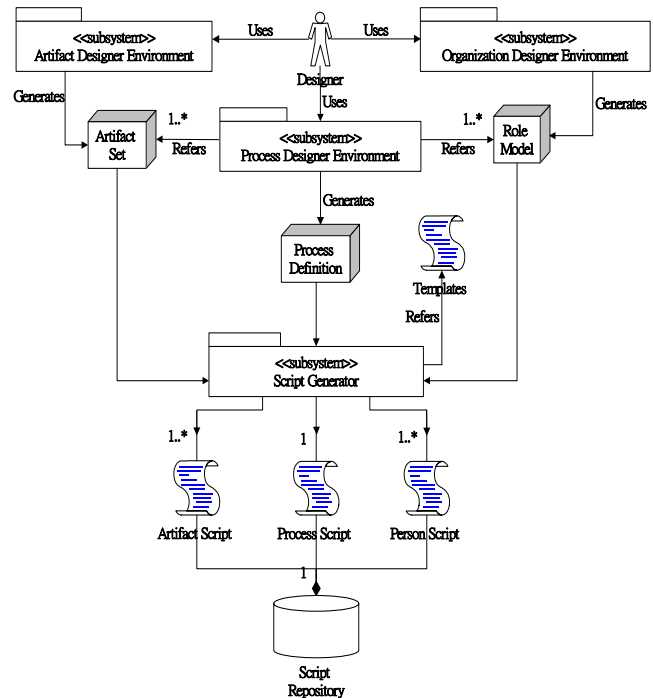 <<subsystem>>
Artifact Designer Environment
Uses
Uses
<<subsystem>>
Organization Designer Environment
Designer
Generates
Uses
Generates
Artifact
Set
1..*
Refers
<<subsystem>>
Process Designer Environment
1..*
Refers
Role
Model
Generates
Process
Definition
Templates
Refers
<<subsystem>>
Script Generator
1..*
1
1..*
Artifact Script
Process Script
Person Script
1
Script
Repository